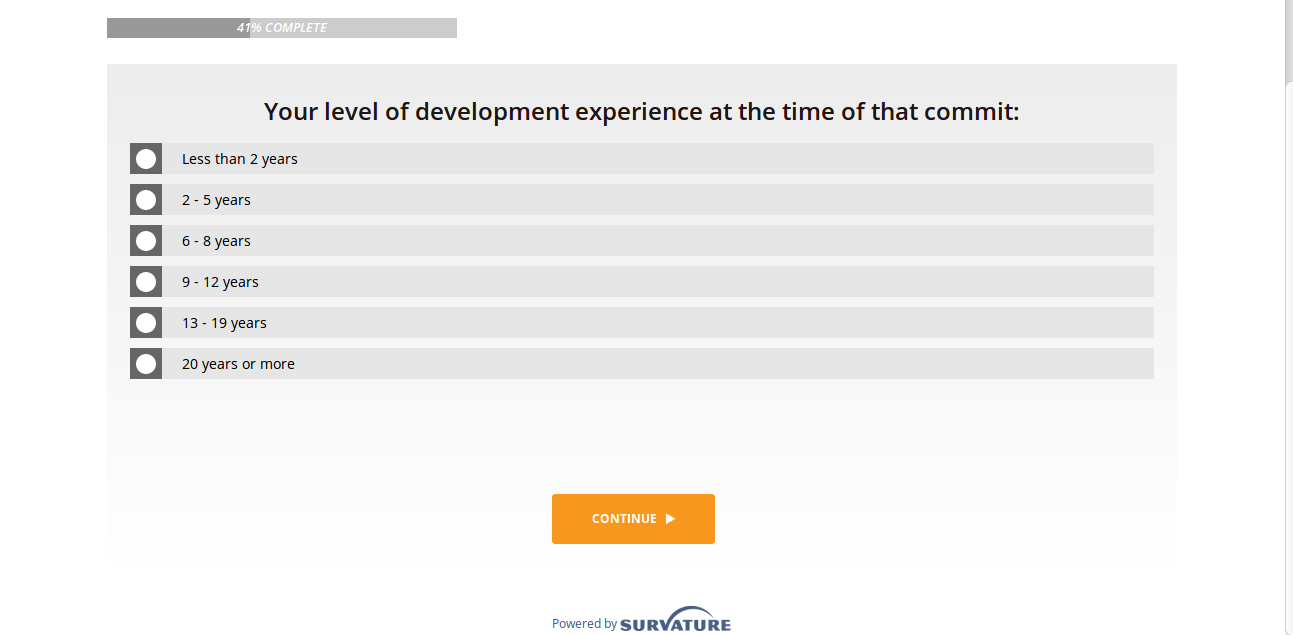 41% COMPLETE
Your level of development experience at the time of that commit:
Less than 2 years
2 - 5 years
6 - 8 years
9 - 12 years
13 - 19 years
20 years or more
CONTINUE
Powered by SURVATURE